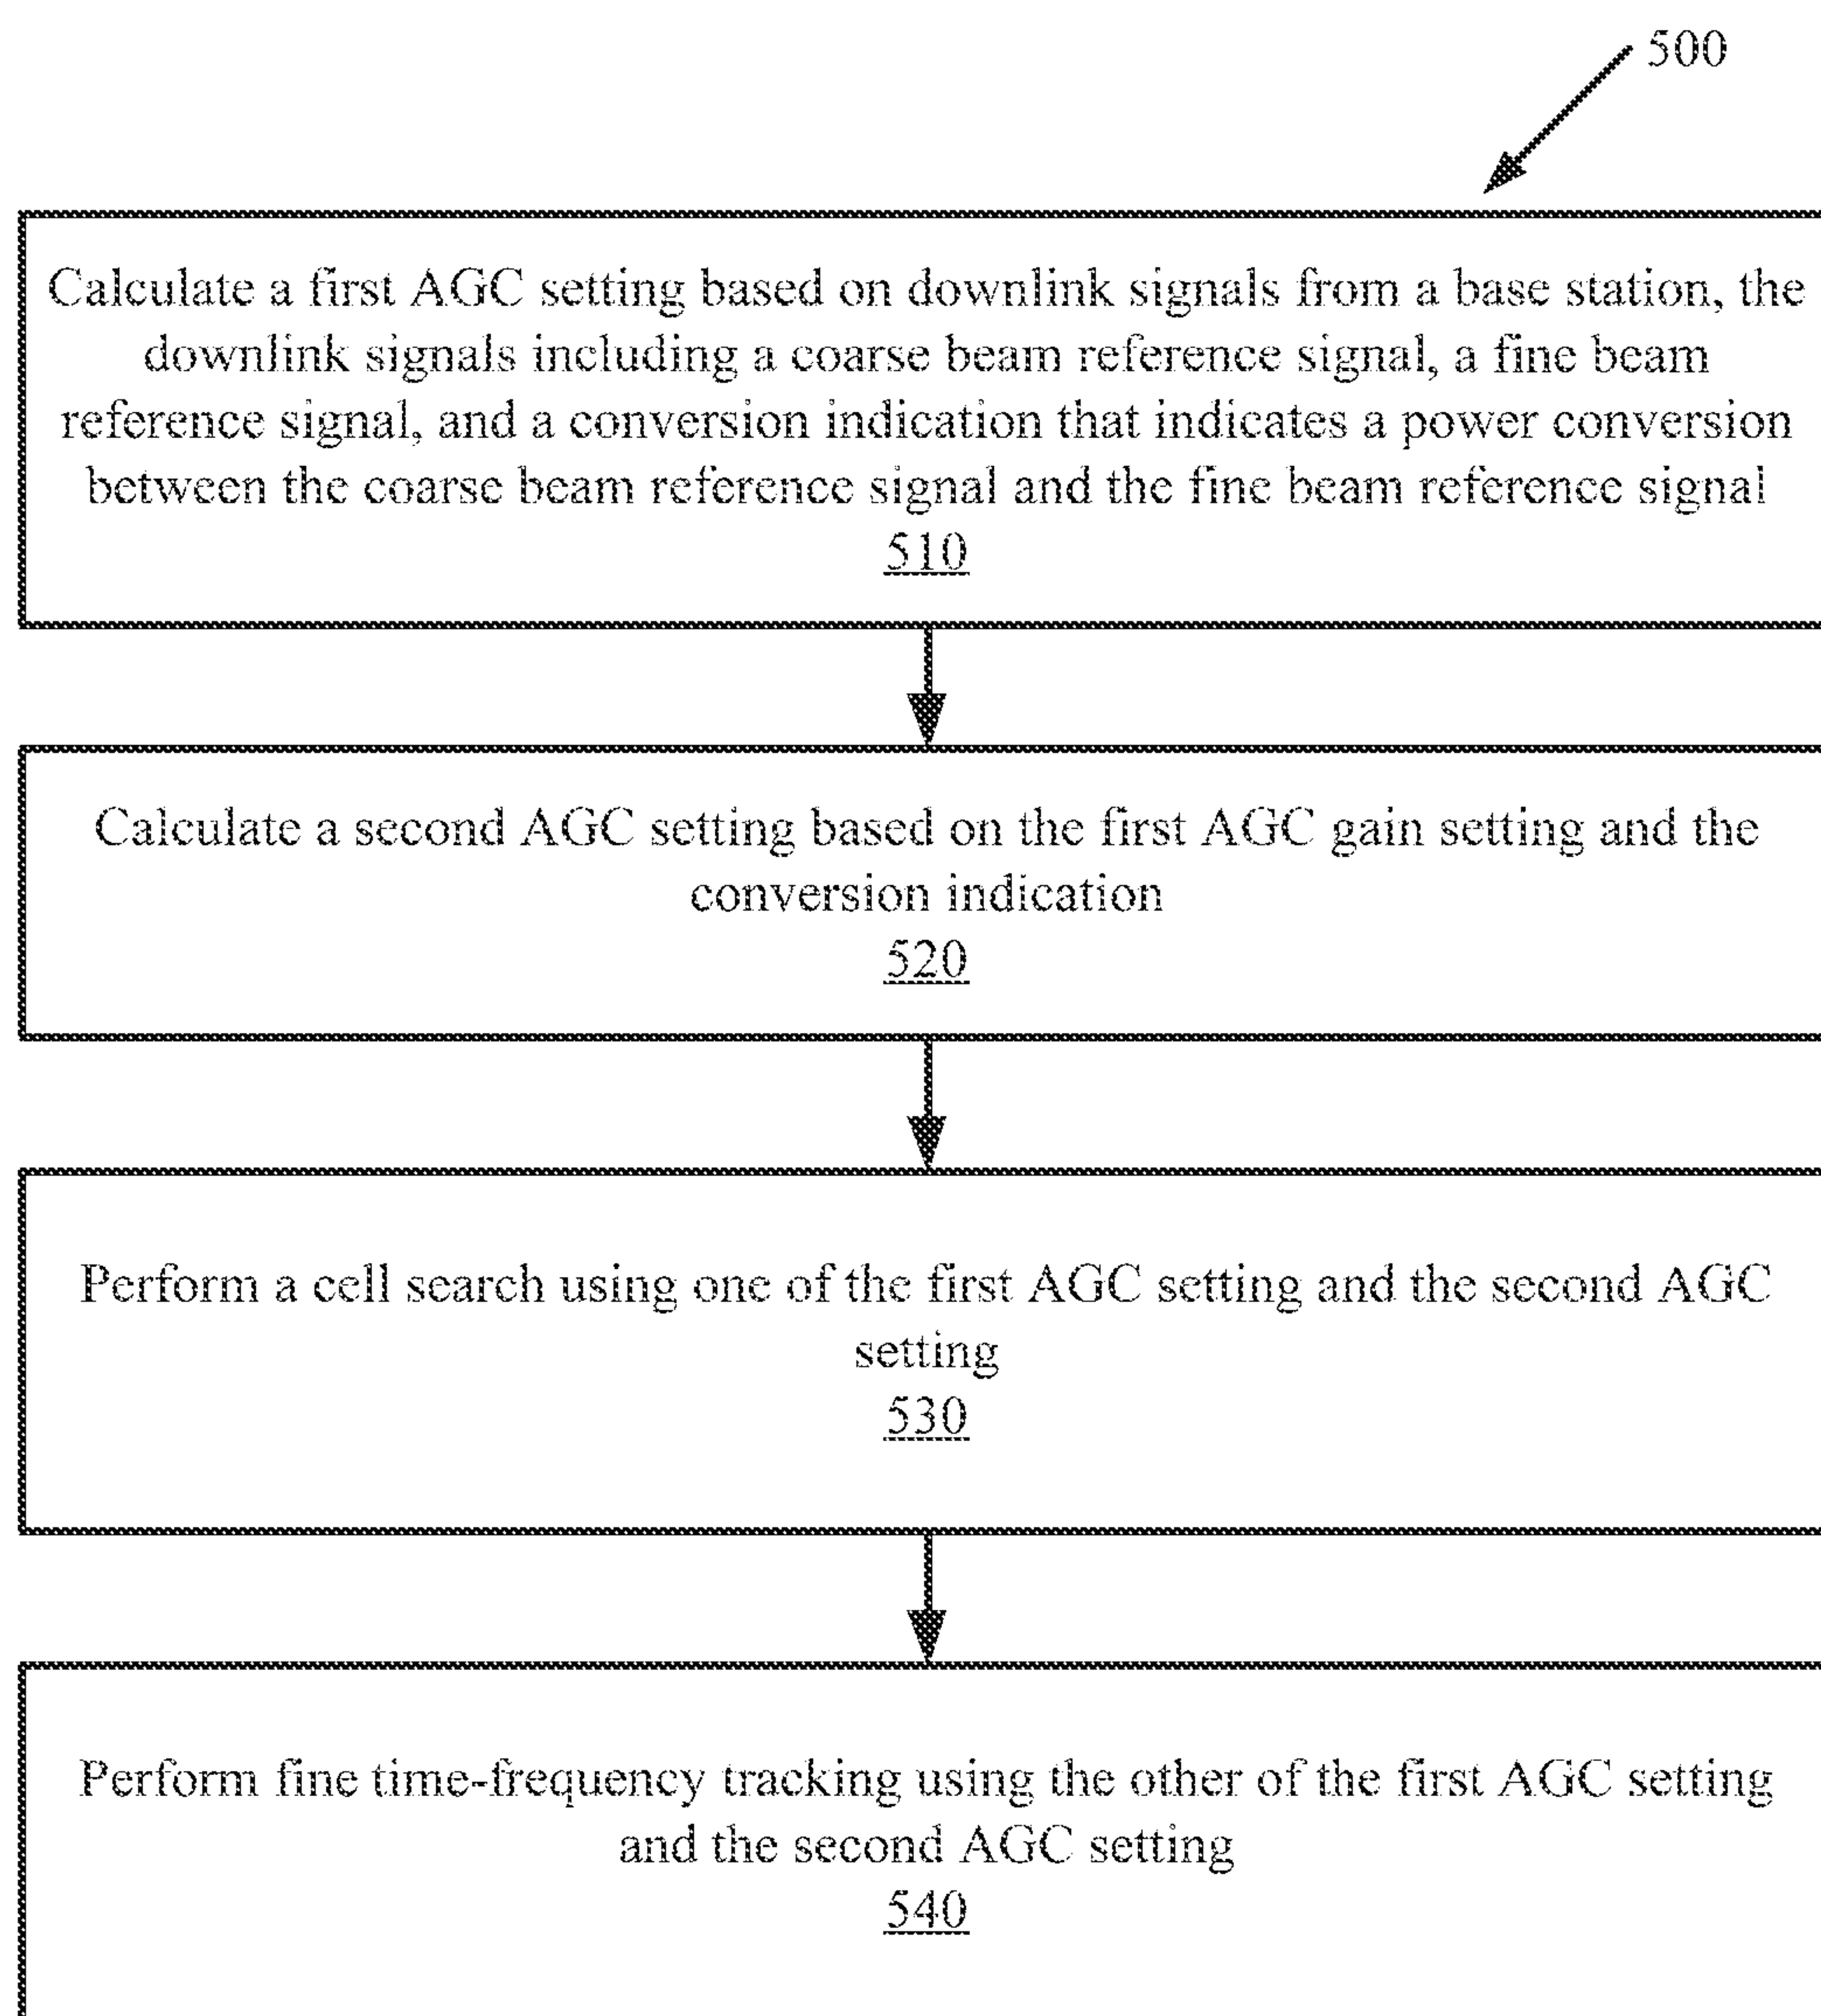 500
Calculate a first AGC setting based on downlink signals from a base station, the
downlink signals including a coarse beam reference signal, a fine beam
reference signal, and a conversion indication that indicates a power conversion
between the coarse beam reference signal and the fine beam reference signal
510
Calculate a second AGC setting based on the first AGC gain setting and the
conversion indication
520
Perform a cell search using one of the first AGC setting and the second AGC
setting
530
Perform fine time-frequency tracking using the other of the first AGC setting
and the second AGC setting
540